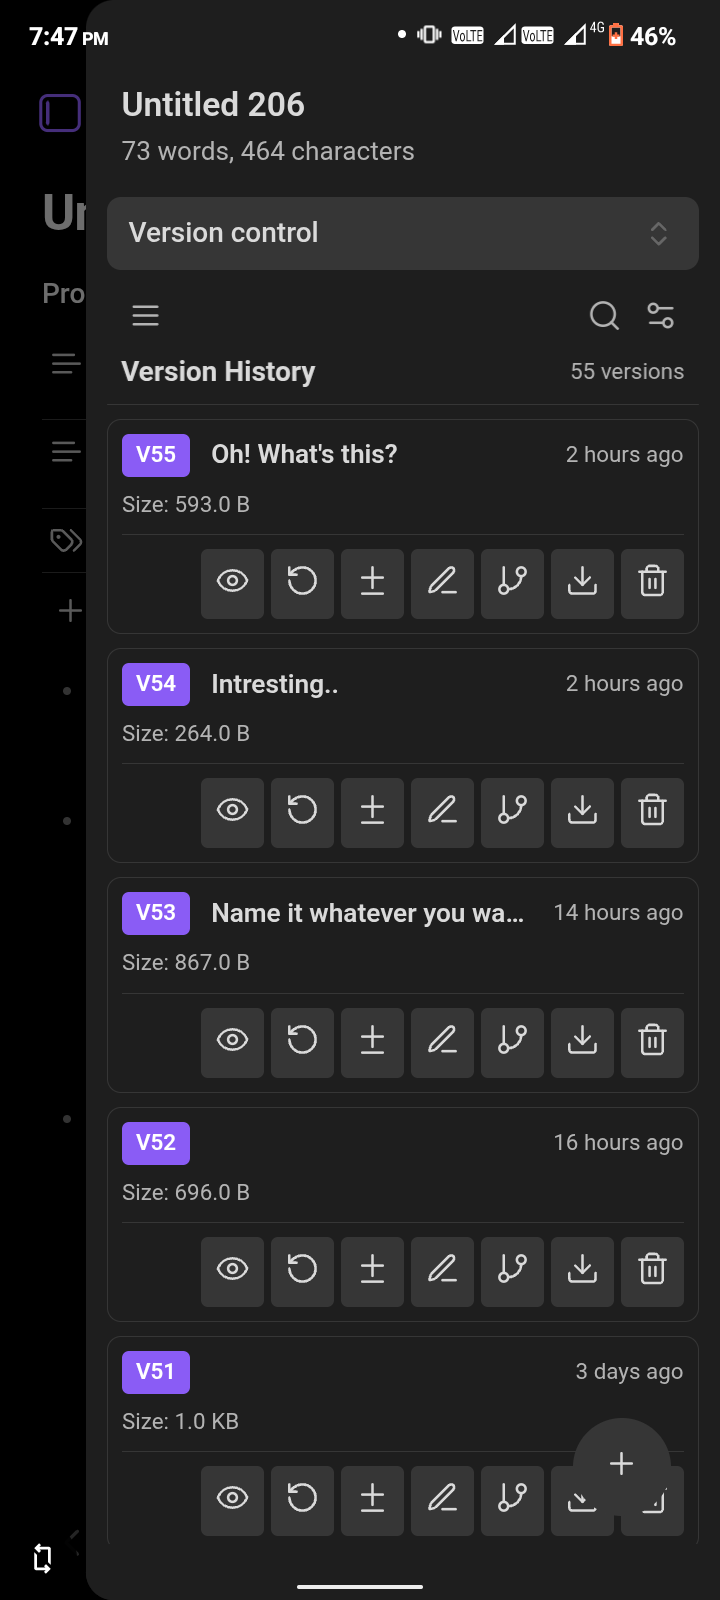 7:47 PM
VoLTE VoLTE 4G 46%
Untitled 206
73 words, 464 characters
Ur
Version control
Pro
Version History 55 versions
V55 Oh! What's this? 2 hours ago
Size: 593.0 B
V54 Intresting.. 2 hours ago
Size: 264.0 B
V53 Name it whatever you wa... 14 hours ago
Size: 867.0 B
V52 16 hours ago
Size: 696.0 B
V51 3 days ago
Size: 1.0 KB